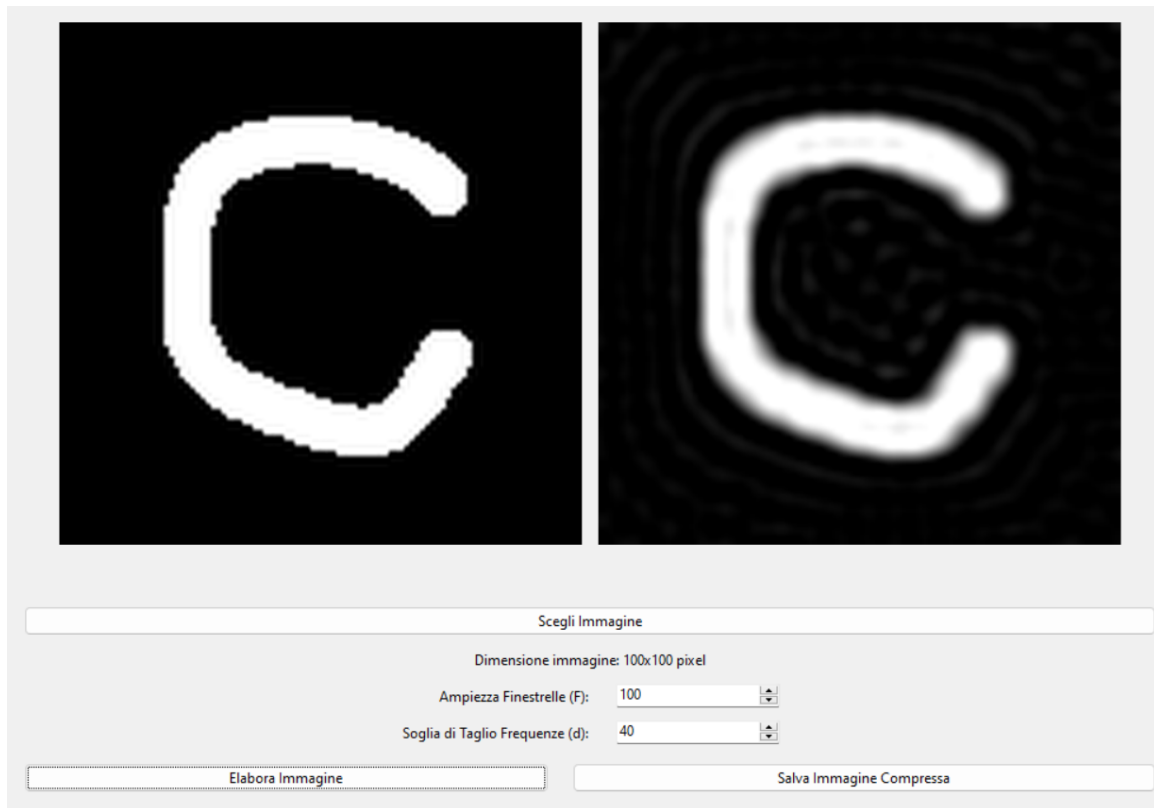 C
Scegli Immagine
Dimensione immagine: 100x100 pixel
Ampiezza Finestrelle (F): 100
Soglia di Taglio Frequenze (d): 40
Elabora Immagine
Salva Immagine Compressa